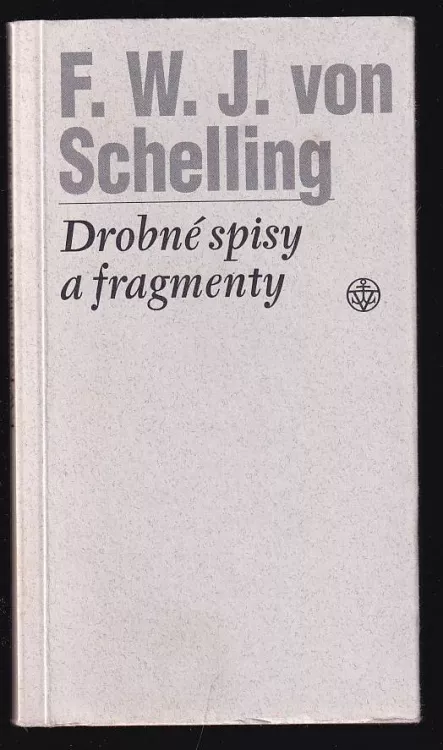 F. W. J. von
Schelling
Drobné spisy
a fragmenty